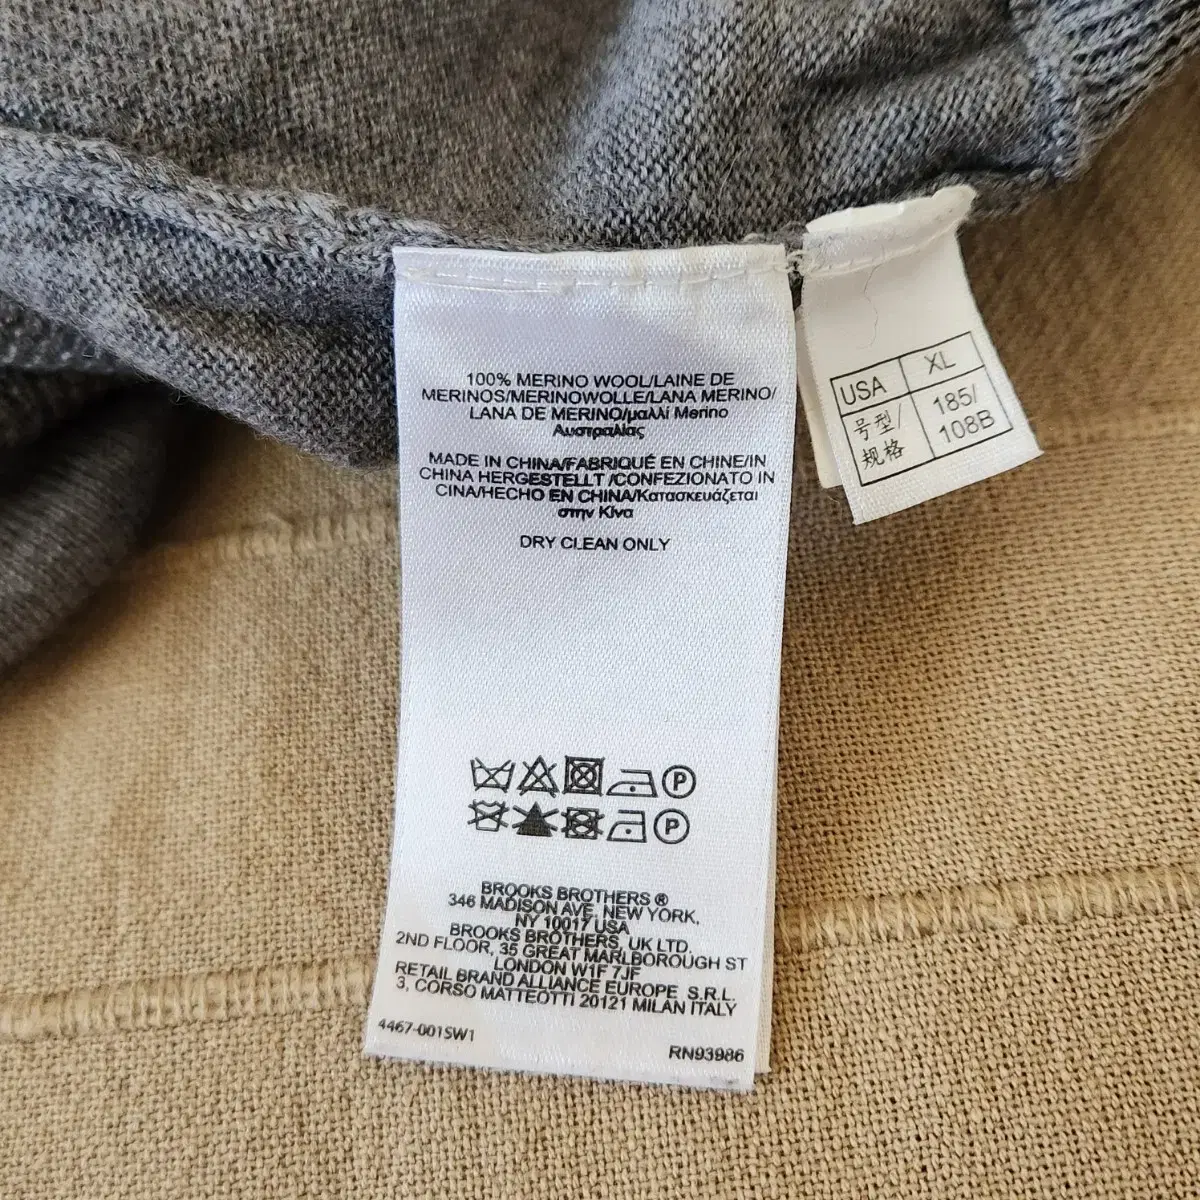 100% MERINO WOOL/LAINE DE
MERINOS/MERINOWOLLE/LANA MERINO/
LANA DE MERINO/μαλλί Merino
Αυστραλίας
MADE IN CHINA/FABRIQUÉ EN CHINE/IN
CHINA HERGESTELLT /CONFEZIONATO IN
CINA/HECHO EN CHINA/Κατασκευάζεται
στην Κίνα
DRY CLEAN ONLY
P
P
BROOKS BROTHERS ®
346 MADISON AVE, NEW YORK,
NY 10017 USA
BROOKS BROTHERS, UK LTD.
2ND FLOOR, 35 GREAT MARLBOROUGH ST
LONDON W1F 7JF
RETAIL BRAND ALLIANCE EUROPE S.R.L.
3, CORSO MATTEOTTI 20121 MILAN ITALY
4467-001SW1
RN93986
USA XL
号型/ 185/
规格 108B